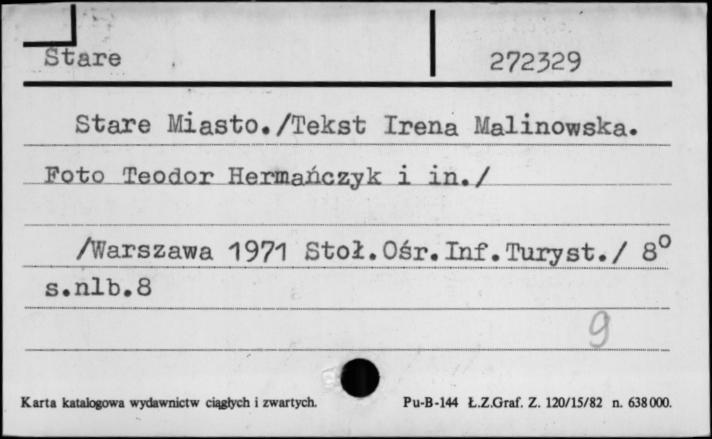 Stare 272329
Stare Miasto./Tekst Irena Malinowska.
Foto Teodor Hermańczyk i in./
/Warszawa 1971 Stoł.Ośr.Inf.Turyst./ 8°
s.nlb.8
9
Karta katalogowa wydawnictw ciągłych i zwartych. Pu-B-144 Ł.Z.Graf. Z. 120/15/82 n. 638000.